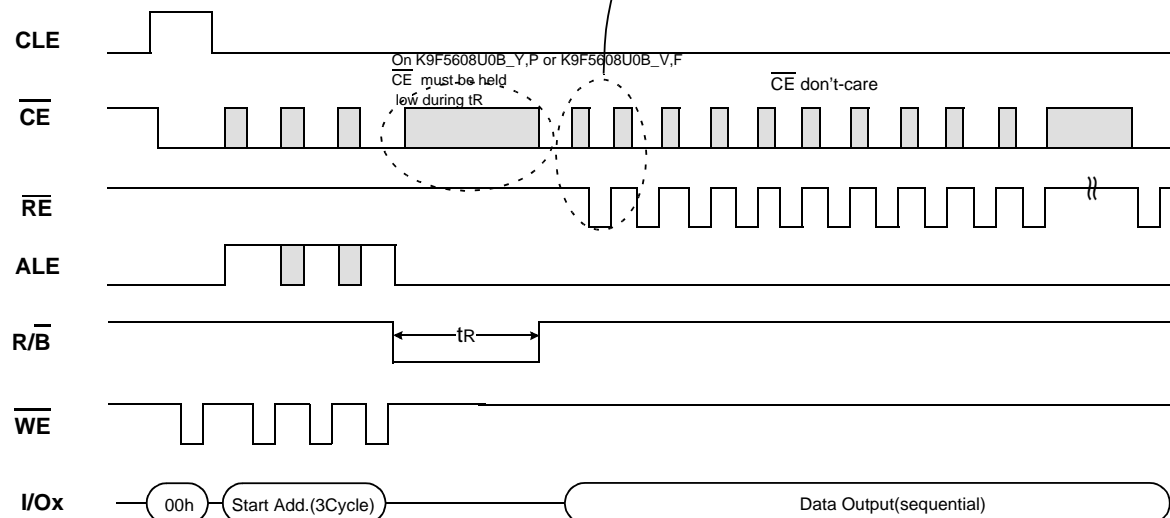 CLE
On K9F5608U0B_Y,P or K9F5608U0B_V,F
CE must be held
low during tR
CE don't-care
CE
RE
ALE
R/B
tR
WE
I/Ox
00h
Start Add.(3Cycle)
Data Output(sequential)